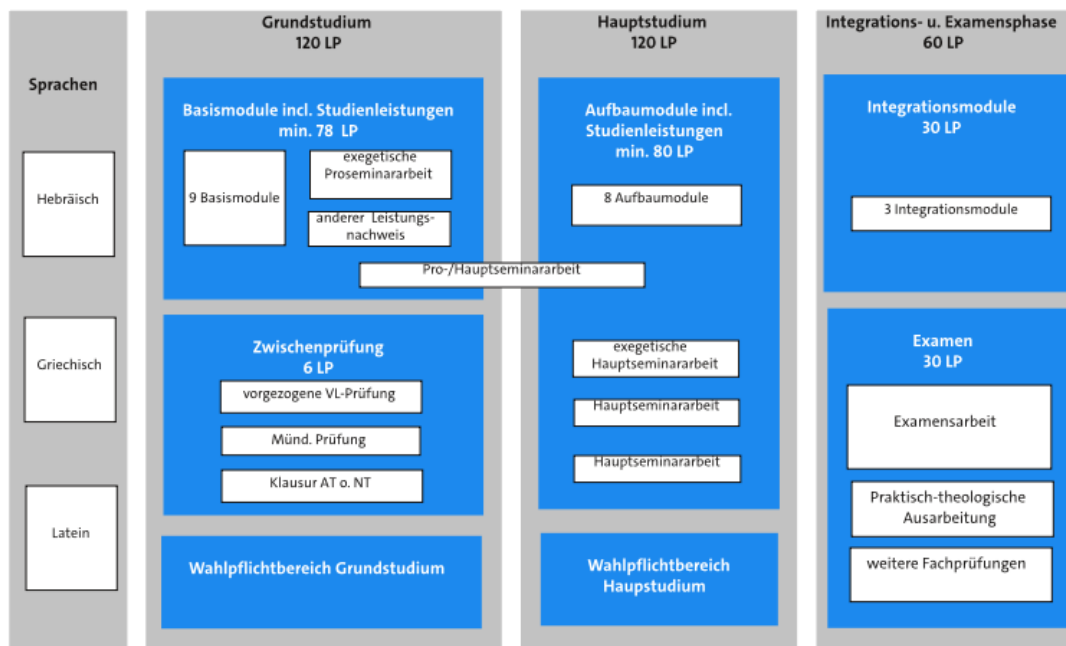 Sprachen
Hebräisch
Griechisch
Latein
Grundstudium
120 LP
Basismodule incl. Studienleistungen
min. 78 LP
9 Basismodule
exegetische
Proseminararbeit
anderer Leistungs-
nachweis
Pro-/Hauptseminararbeit
Zwischenprüfung
6 LP
vorgezogene VL-Prüfung
Münd. Prüfung
Klausur AT o. NT
Wahlpflichtbereich Grundstudium
Hauptstudium
120 LP
Aufbaumodule incl.
Studienleistungen
min. 80 LP
8 Aufbaumodule
exegetische
Hauptseminararbeit
Hauptseminararbeit
Hauptseminararbeit
Wahlpflichtbereich
Haupstudium
Integrations- u. Examensphase
60 LP
Integrationsmodule
30 LP
3 Integrationsmodule
Examen
30 LP
Examensarbeit
Praktisch-theologische
Ausarbeitung
weitere Fachprüfungen